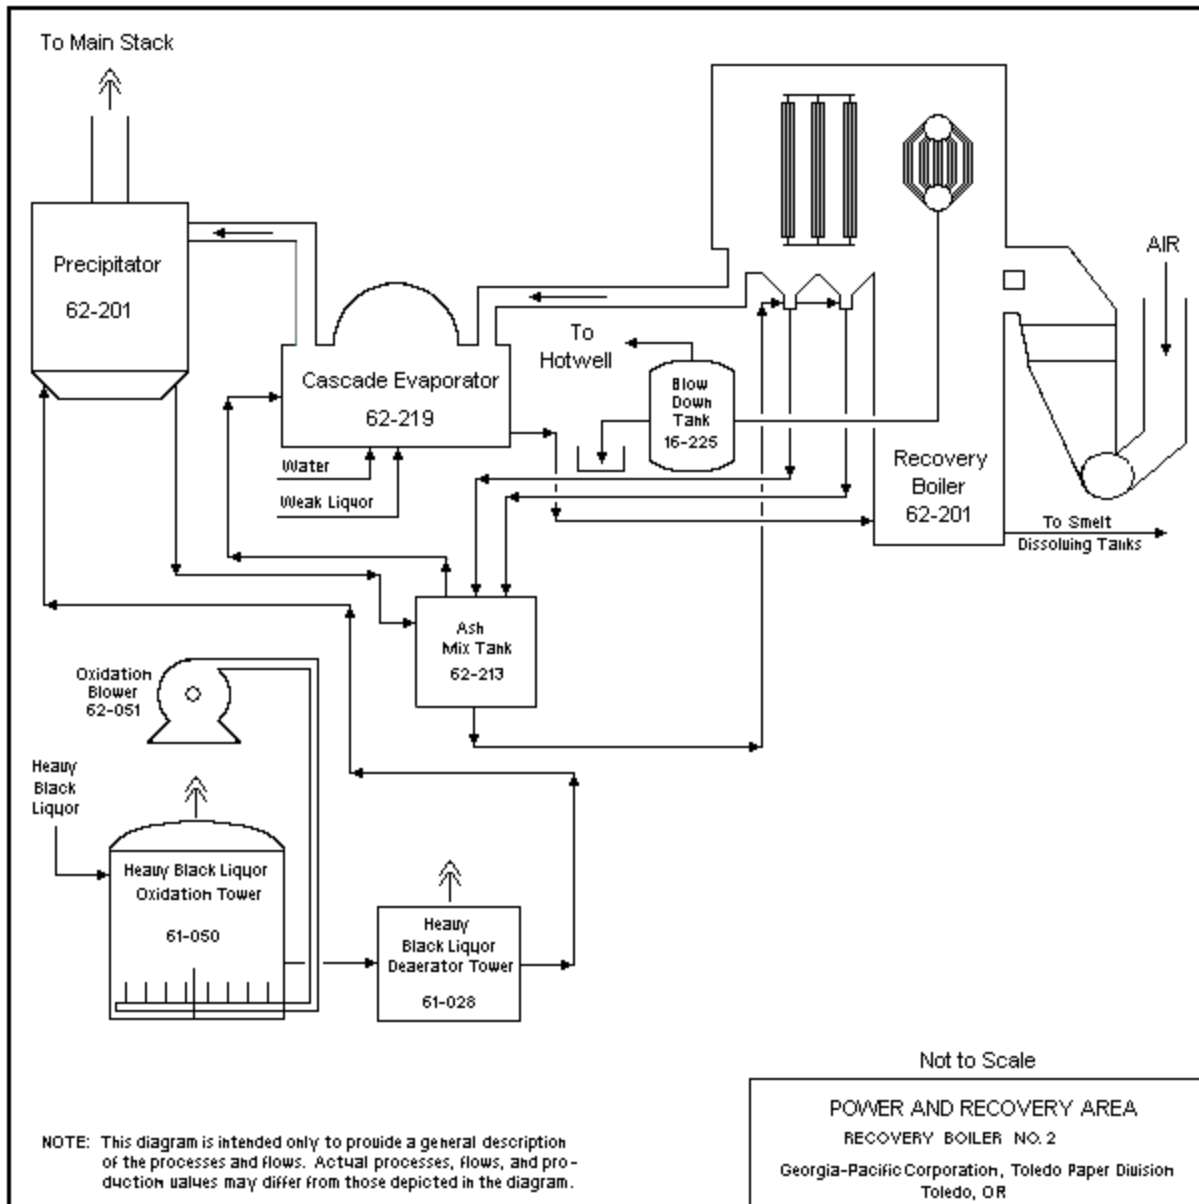 To Main Stack
Precipitator
62-201
Cascade Evaporator
62-219
Water
Weak Liquor
To
Hotwell
Blow
Down
Tank
16-225
AIR
Recovery
Boiler
62-201
To Smelt
Dissolving Tanks
Ash
Mix Tank
62-213
Oxidation
Blower
62-051
Heavy
Black
Liquor
Heavy Black Liquor
Oxidation Tower
61-050
Heavy
Black Liquor
Deaerator Tower
61-028
Not to Scale
POWER AND RECOVERY AREA
RECOVERY BOILER NO. 2
Georgia-Pacific Corporation, Toledo Paper Division
Toledo, OR
NOTE: This diagram is intended only to provide a general description
of the processes and flows. Actual processes, flows, and pro-
duction values may differ from those depicted in the diagram.